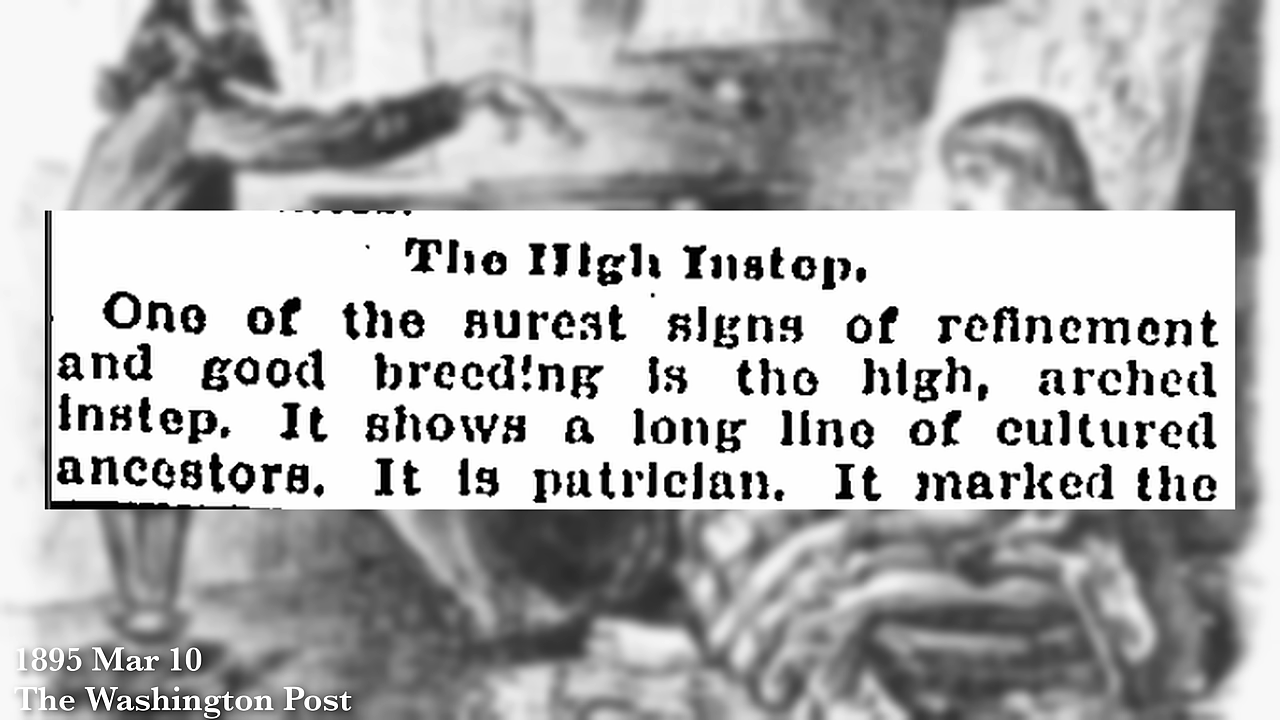 The High Instep.
One of the surest signs of refinement
and good breeding is the high, arched
instep. It shows a long line of cultured
ancestors. It is patrician. It marked the
1895 Mar 10
The Washington Post